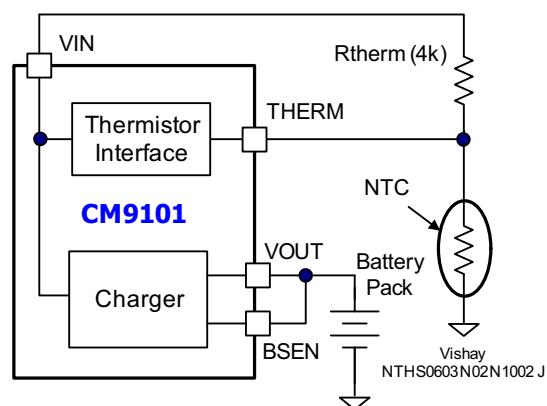 VIN
Rtherm (4k)
Thermistor
Interface
THERM
CM9101
NTC
VOUT
Battery
Pack
Charger
BSEN
Vishay
NTHS0603N02N1002 J